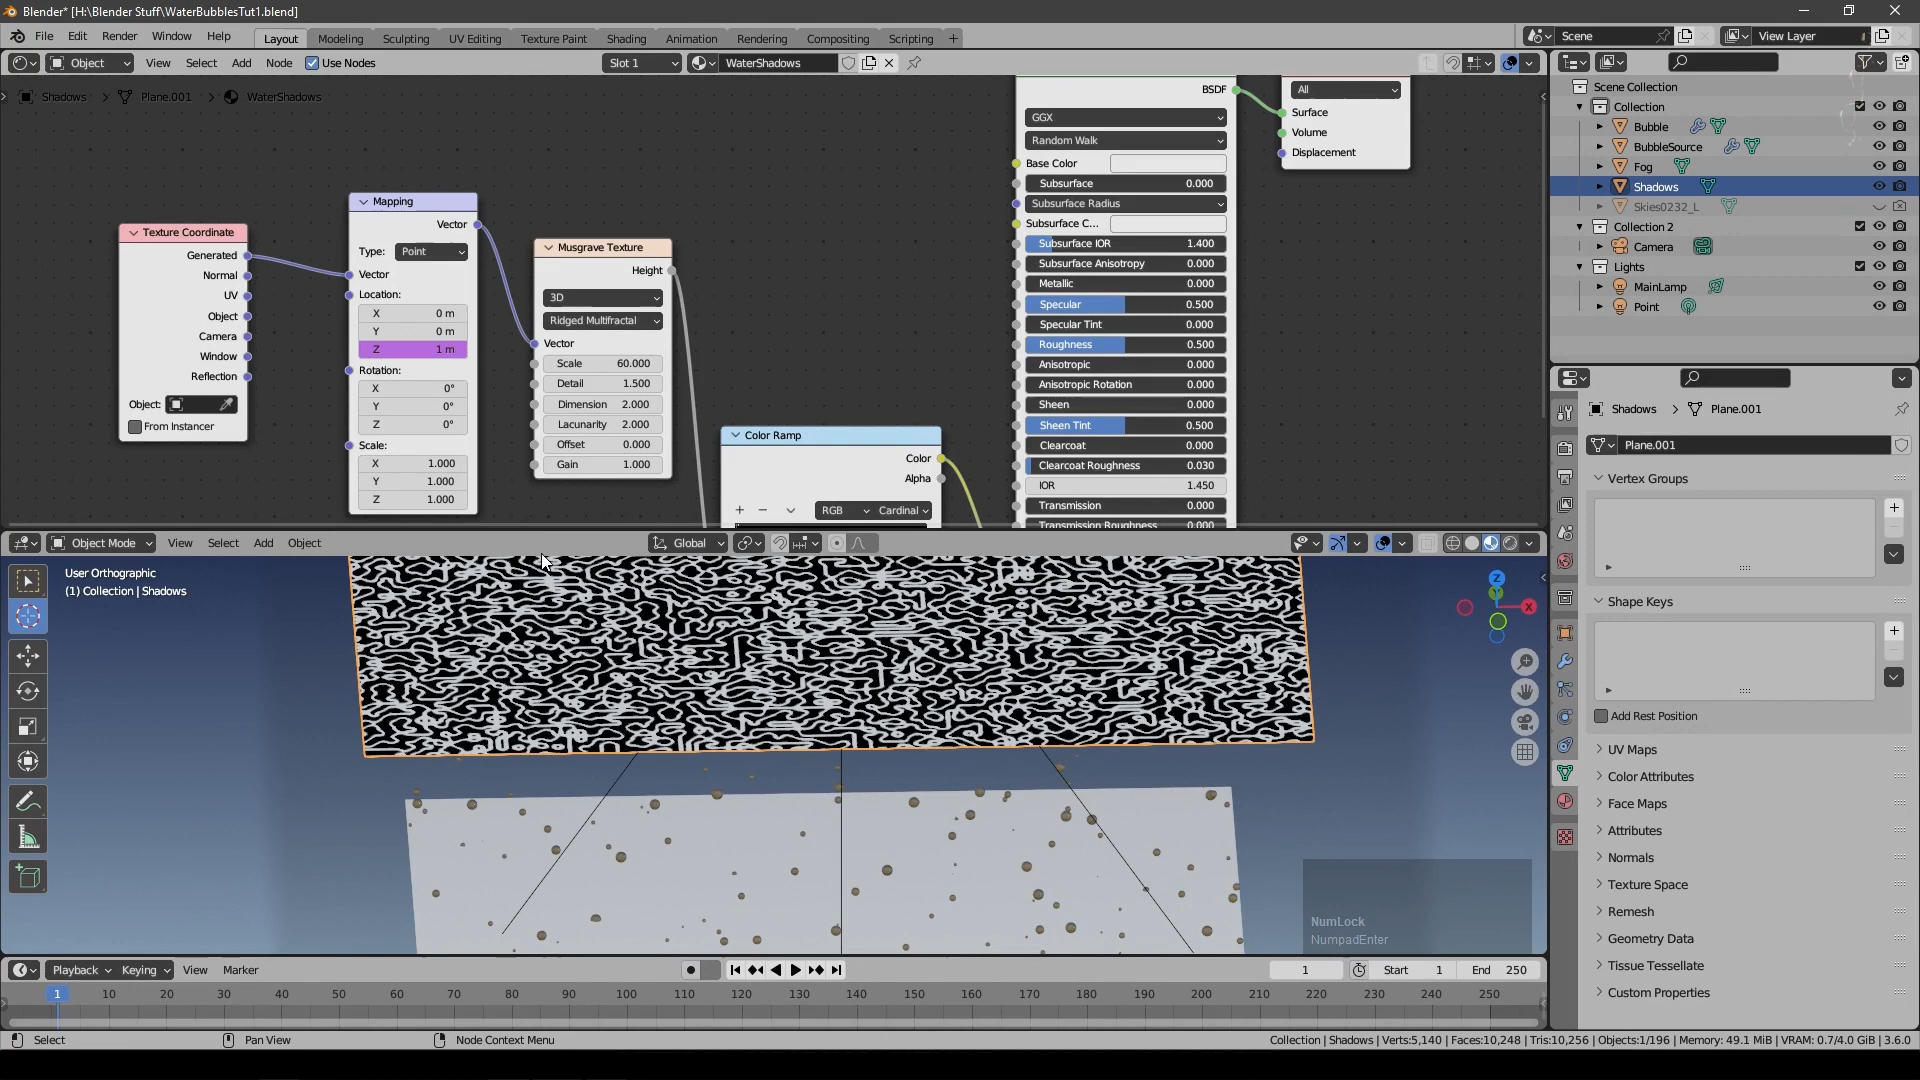 Blender* [H:\Blender Stuff\WaterBubblesTut1.blend]
File Edit Render Window Help Layout Modeling Sculpting UV Editing Texture Paint Shading Animation Rendering Compositing Scripting + Scene View Layer
Object View Select Add Node Use Nodes Slot 1 WaterShadows
Shadows > Plane.001 > WaterShadows
Texture Coordinate
Generated
Normal
UV
Object
Camera
Window
Reflection
Object:
From Instancer
Mapping
Vector
Type: Point
Vector
Location:
X 0 m
Y 0 m
Z 1 m
Rotation:
X 0°
Y 0°
Z 0°
Scale:
X 1.000
Y 1.000
Z 1.000
Musgrave Texture
Height
3D
Ridged Multifractal
Vector
Scale 60.000
Detail 1.500
Dimension 2.000
Lacunarity 2.000
Offset 0.000
Gain 1.000
Color Ramp
Color
Alpha
+ − RGB Cardinal
BSDF
GGX
Random Walk
Base Color
Subsurface 0.000
Subsurface Radius
Subsurface C...
Subsurface IOR 1.400
Subsurface Anisotropy 0.000
Metallic 0.000
Specular 0.500
Specular Tint 0.000
Roughness 0.500
Anisotropic 0.000
Anisotropic Rotation 0.000
Sheen 0.000
Sheen Tint 0.500
Clearcoat 0.000
Clearcoat Roughness 0.030
IOR 1.450
Transmission 0.000
Transmission Roughness 0.000
All
Surface
Volume
Displacement
Scene Collection
Collection
Bubble
BubbleSource
Fog
Shadows
Skies0232_L
Collection 2
Camera
Lights
MainLamp
Point
Shadows > Plane.001
Plane.001
Vertex Groups
Shape Keys
Add Rest Position
UV Maps
Color Attributes
Face Maps
Attributes
Normals
Texture Space
Remesh
Geometry Data
Tissue Tessellate
Custom Properties
Object Mode View Select Add Object Global
User Orthographic
(1) Collection | Shadows
Z
Y
X
NumLock
NumpadEnter
Playback Keying View Marker 1 Start 1 End 250
1 10 20 30 40 50 60 70 80 90 100 110 120 130 140 150 160 170 180 190 200 210 220 230 240 250
Select Pan View Node Context Menu Collection | Shadows | Verts:5,140 | Faces:10,248 | Tris:10,256 | Objects:1/196 | Memory: 49.1 MiB | VRAM: 0.7/4.0 GiB | 3.6.0